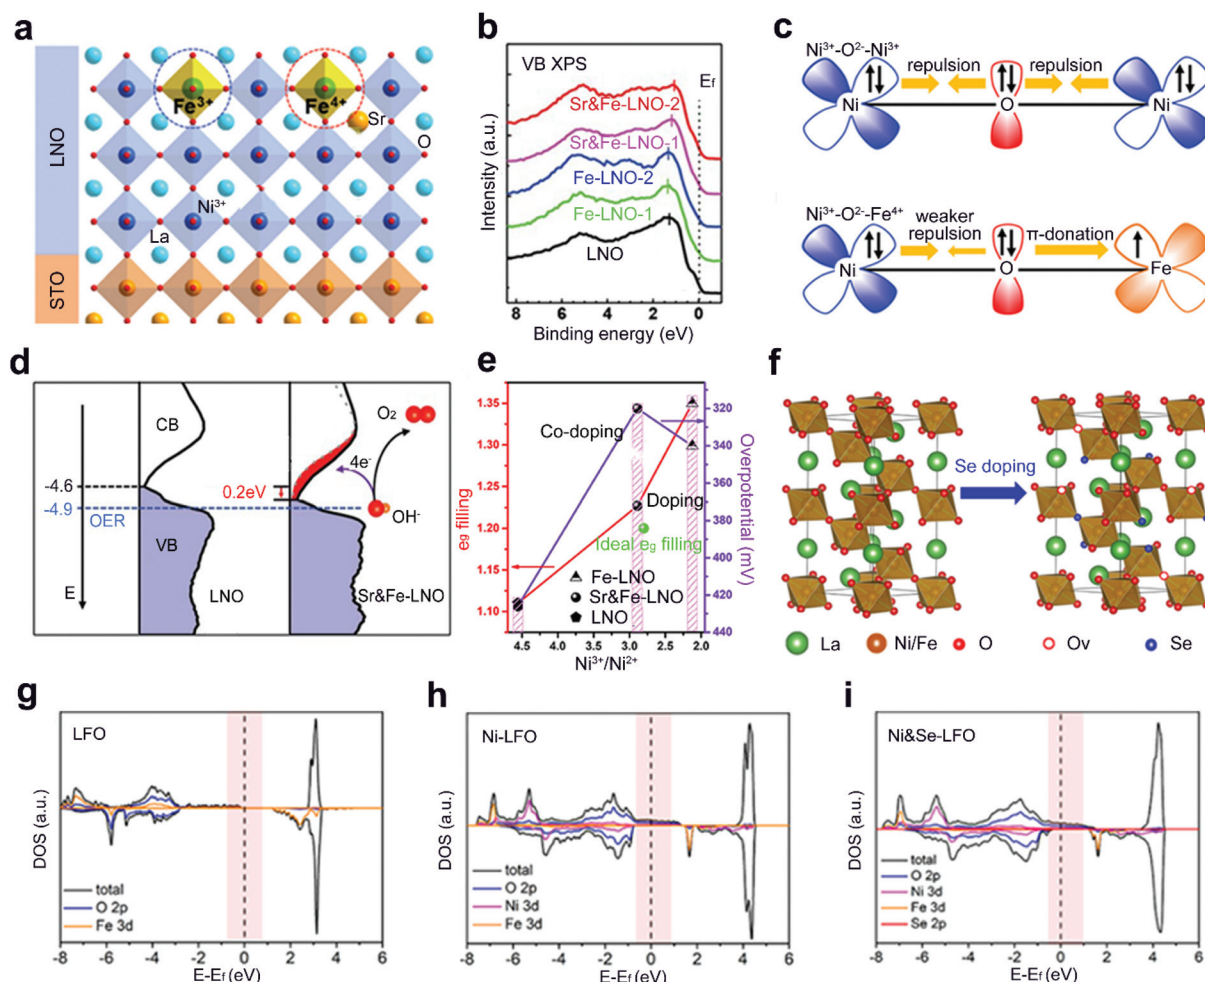 a
LNO
STO
Fe³⁺
Fe⁴⁺
Sr
O
Ni³⁺
La
b
VB XPS
E_f
Sr&Fe-LNO-2
Sr&Fe-LNO-1
Fe-LNO-2
Fe-LNO-1
LNO
Intensity (a.u.)
8 6 4 2 0
Binding energy (eV)
c
Ni³⁺-O²⁻-Ni³⁺
repulsion repulsion
Ni O Ni
Ni³⁺-O²⁻-Fe⁴⁺
weaker
repulsion π-donation
Ni O Fe
d
CB
O₂
4e⁻
-4.6
0.2eV
-4.9
OER
OH⁻
VB
E
LNO
Sr&Fe-LNO
e
1.35
1.30
1.25
1.20
1.15
1.10
e_g filling
Co-doping
Doping
Ideal e_g filling
Fe-LNO
Sr&Fe-LNO
LNO
320
340
360
380
400
420
440
Overpotential (mV)
4.5 4.0 3.5 3.0 2.5 2.0
Ni³⁺/Ni²⁺
f
Se doping
La Ni/Fe O Ov Se
g
LFO
DOS (a.u.)
total
O 2p
Fe 3d
-8 -6 -4 -2 0 2 4 6
E-E_f (eV)
h
Ni-LFO
DOS (a.u.)
total
O 2p
Ni 3d
Fe 3d
-8 -6 -4 -2 0 2 4 6
E-E_f (eV)
i
Ni&Se-LFO
DOS (a.u.)
total
O 2p
Ni 3d
Fe 3d
Se 2p
-8 -6 -4 -2 0 2 4 6
E-E_f (eV)